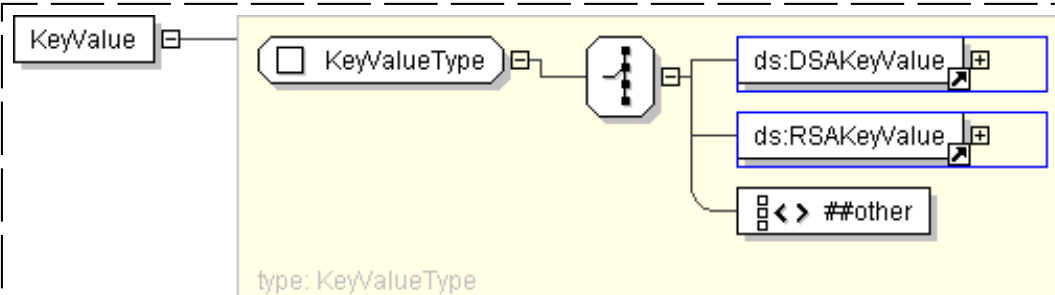 KeyValue
KeyValueType
ds:DSAKeyValue
ds:RSAKeyValue
##other
type: KeyValueType